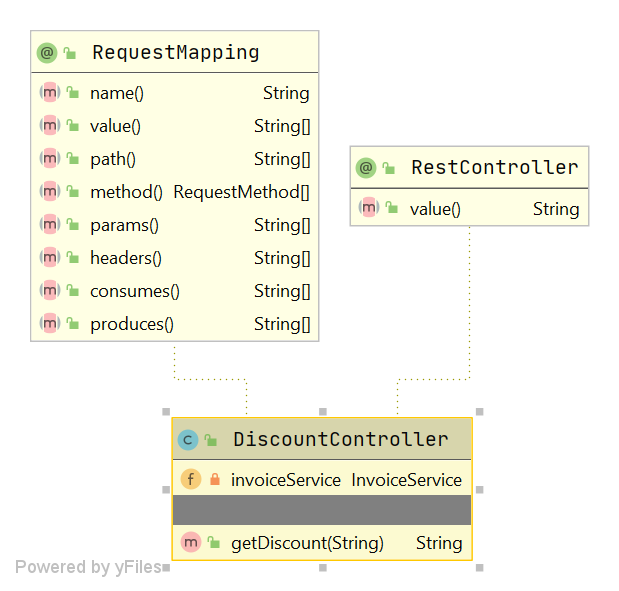 @ RequestMapping
m name() String
m value() String[]
m path() String[]
m method() RequestMethod[]
m params() String[]
m headers() String[]
m consumes() String[]
m produces() String[]
@ RestController
m value() String
c DiscountController
f invoiceService InvoiceService
m getDiscount(String) String
Powered by yFiles